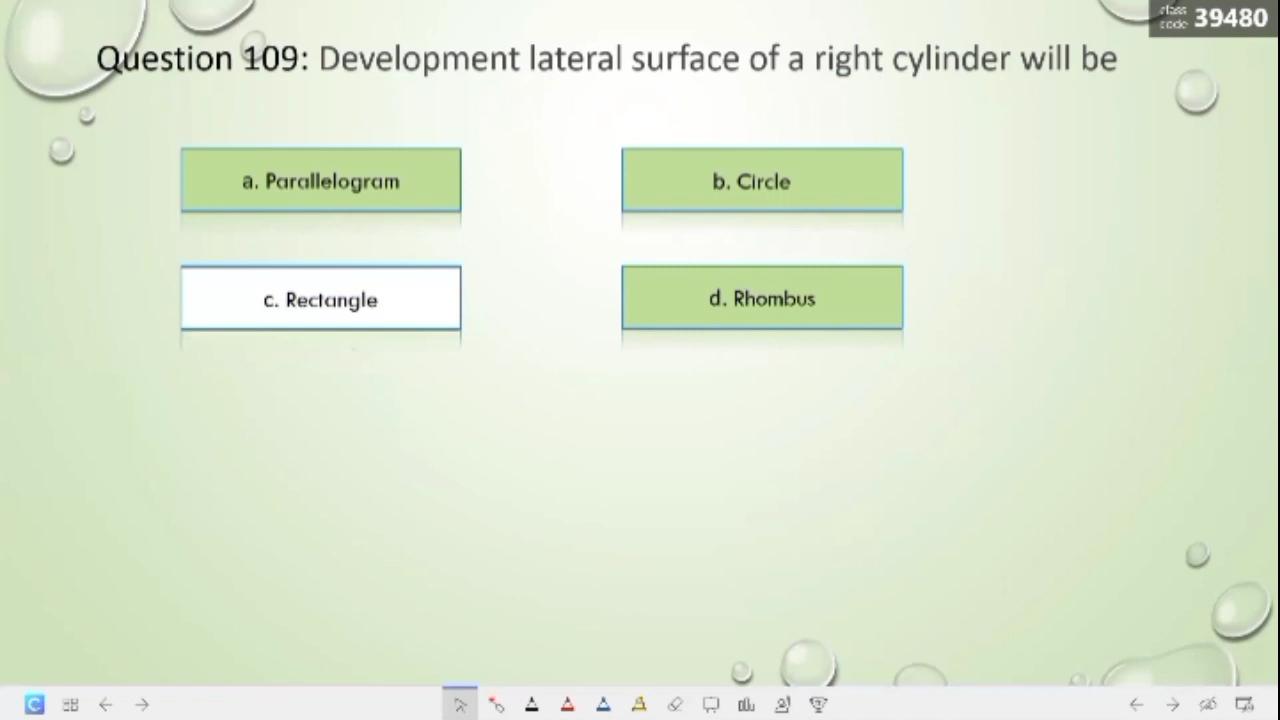 class code 39480
Question 109: Development lateral surface of a right cylinder will be
a. Parallelogram
b. Circle
c. Rectangle
d. Rhombus